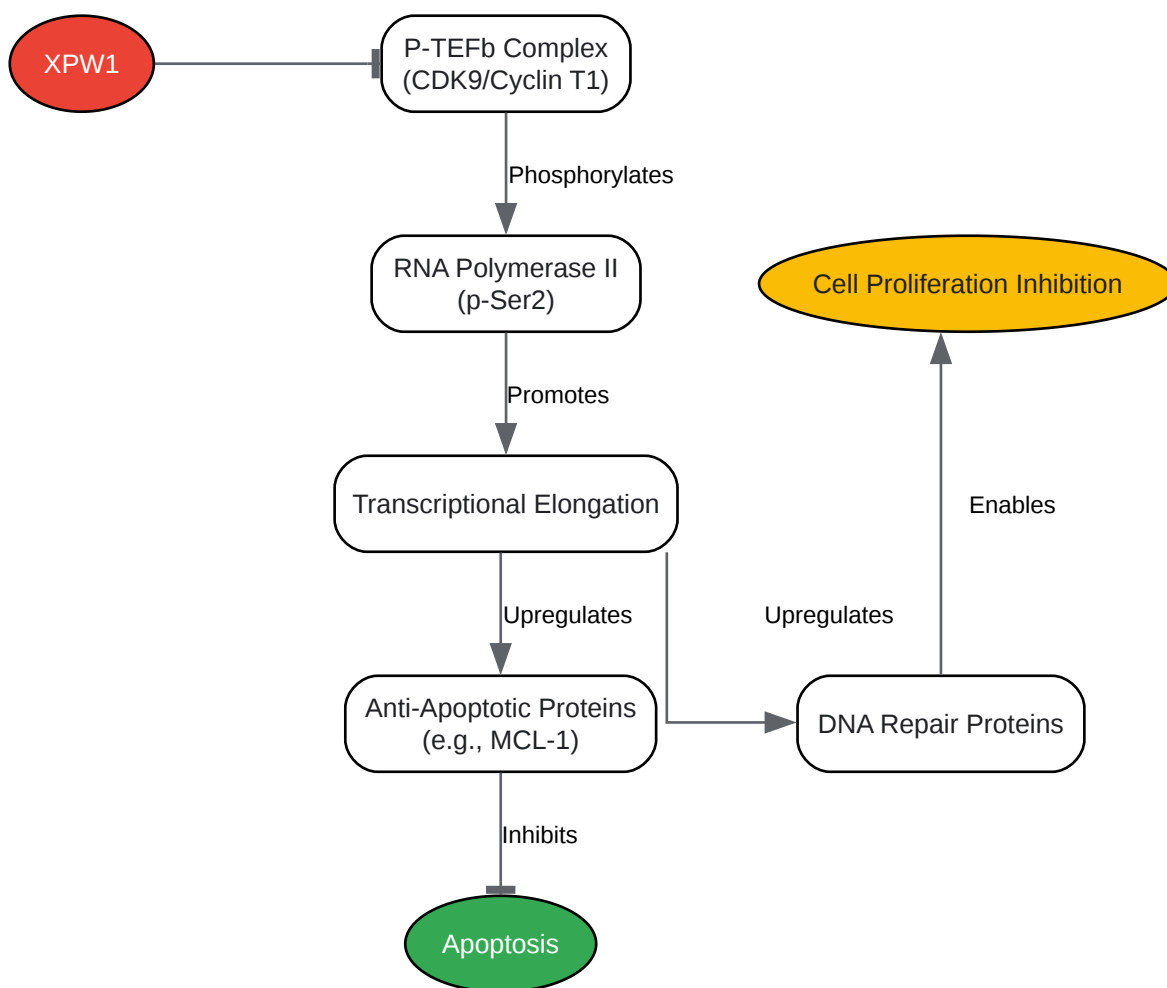 XPW1
P-TEFb Complex
(CDK9/Cyclin T1)
Phosphorylates
RNA Polymerase II
(p-Ser2)
Cell Proliferation Inhibition
Promotes
Transcriptional Elongation
Enables
Upregulates
Upregulates
Anti-Apoptotic Proteins
(e.g., MCL-1)
DNA Repair Proteins
Inhibits
Apoptosis